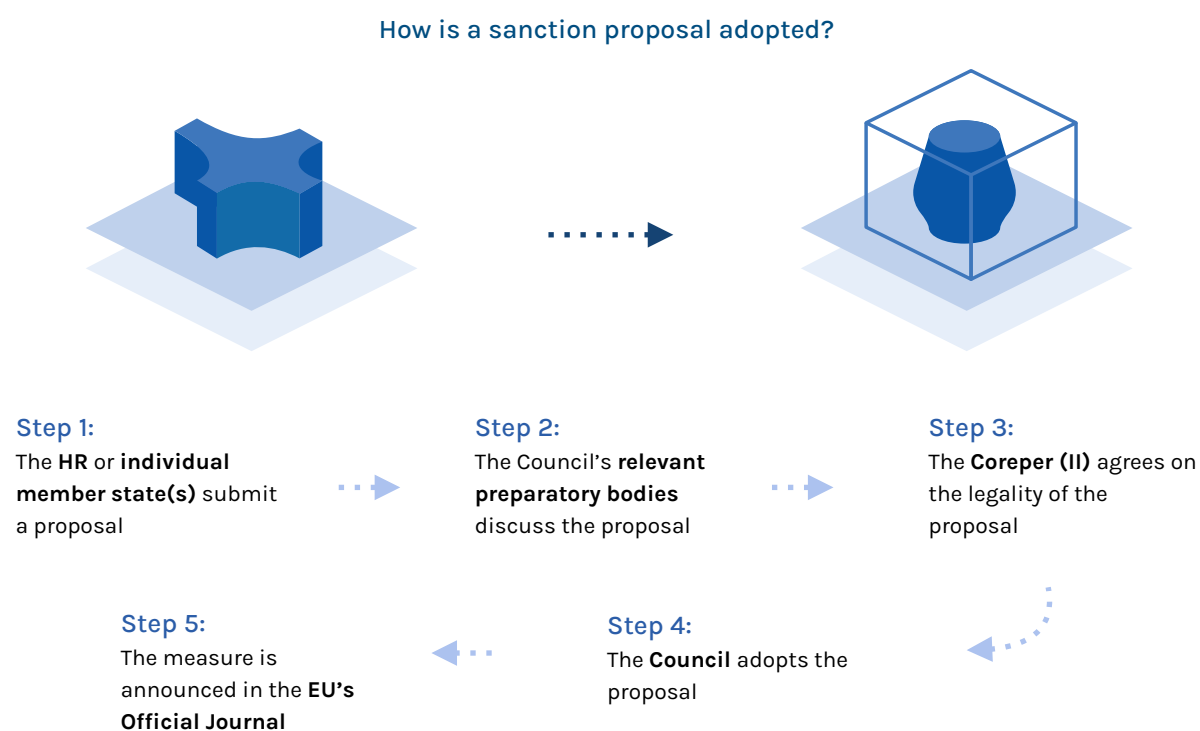 How is a sanction proposal adopted?
Step 1:
The HR or individual
member state(s) submit
a proposal
Step 2:
The Council’s relevant
preparatory bodies
discuss the proposal
Step 3:
The Coreper (II) agrees on
the legality of the
proposal
Step 4:
The Council adopts the
proposal
Step 5:
The measure is
announced in the EU’s
Official Journal